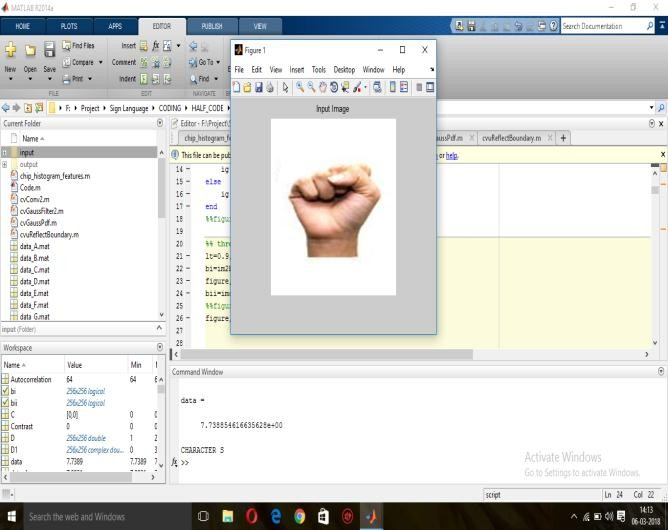 MATLAB R2014a
HOME PLOTS APPS EDITOR PUBLISH VIEW
Search Documentation
New Open Save
Find Files
Compare
Print
Insert
Comment
Indent
Go To
Find
FILE
NAVIGATE
F: Project Sign Language CODING HALF_CODE
Figure 1
File Edit View Insert Tools Desktop Window Help
Input Image
Current Folder
Name
input
output
chip_histogram_features.m
Code.m
cvConv2.m
cvGaussFilter2.m
cvGaussPdf.m
cvuReflectBoundary.m
data_A.mat
data_B.mat
data_C.mat
data_D.mat
data_E.mat
data_F.mat
data_G.mat
input (Folder)
Editor - F:\Project\
chip_histogram_f
aussPdf.m
cvuReflectBoundary.m
This file can be pub
or help.
14 ig
15 else
16 ig
17 end
18 %%figu
19
20 %% thre
21 lt=0.9
22 bi=im2
23 figure,
24 bii=im
25 %%figu
26 figure,
27
28
Workspace
Name Value Min
Autocorrelation 64 64
bi 256x256 logical
bii 256x256 logical
C [0,0] 0
Contrast 0 0
D 256x256 double 1
D1 256x256 complex dou... 0
data 7.7389 7.7389
Command Window
data =
7.738854616635628e+00
CHARACTER S
fx >>
Activate Windows
Go to Settings to activate Windows.
script
Ln 24 Col 22
Search the web and Windows
14:13
06-03-2018